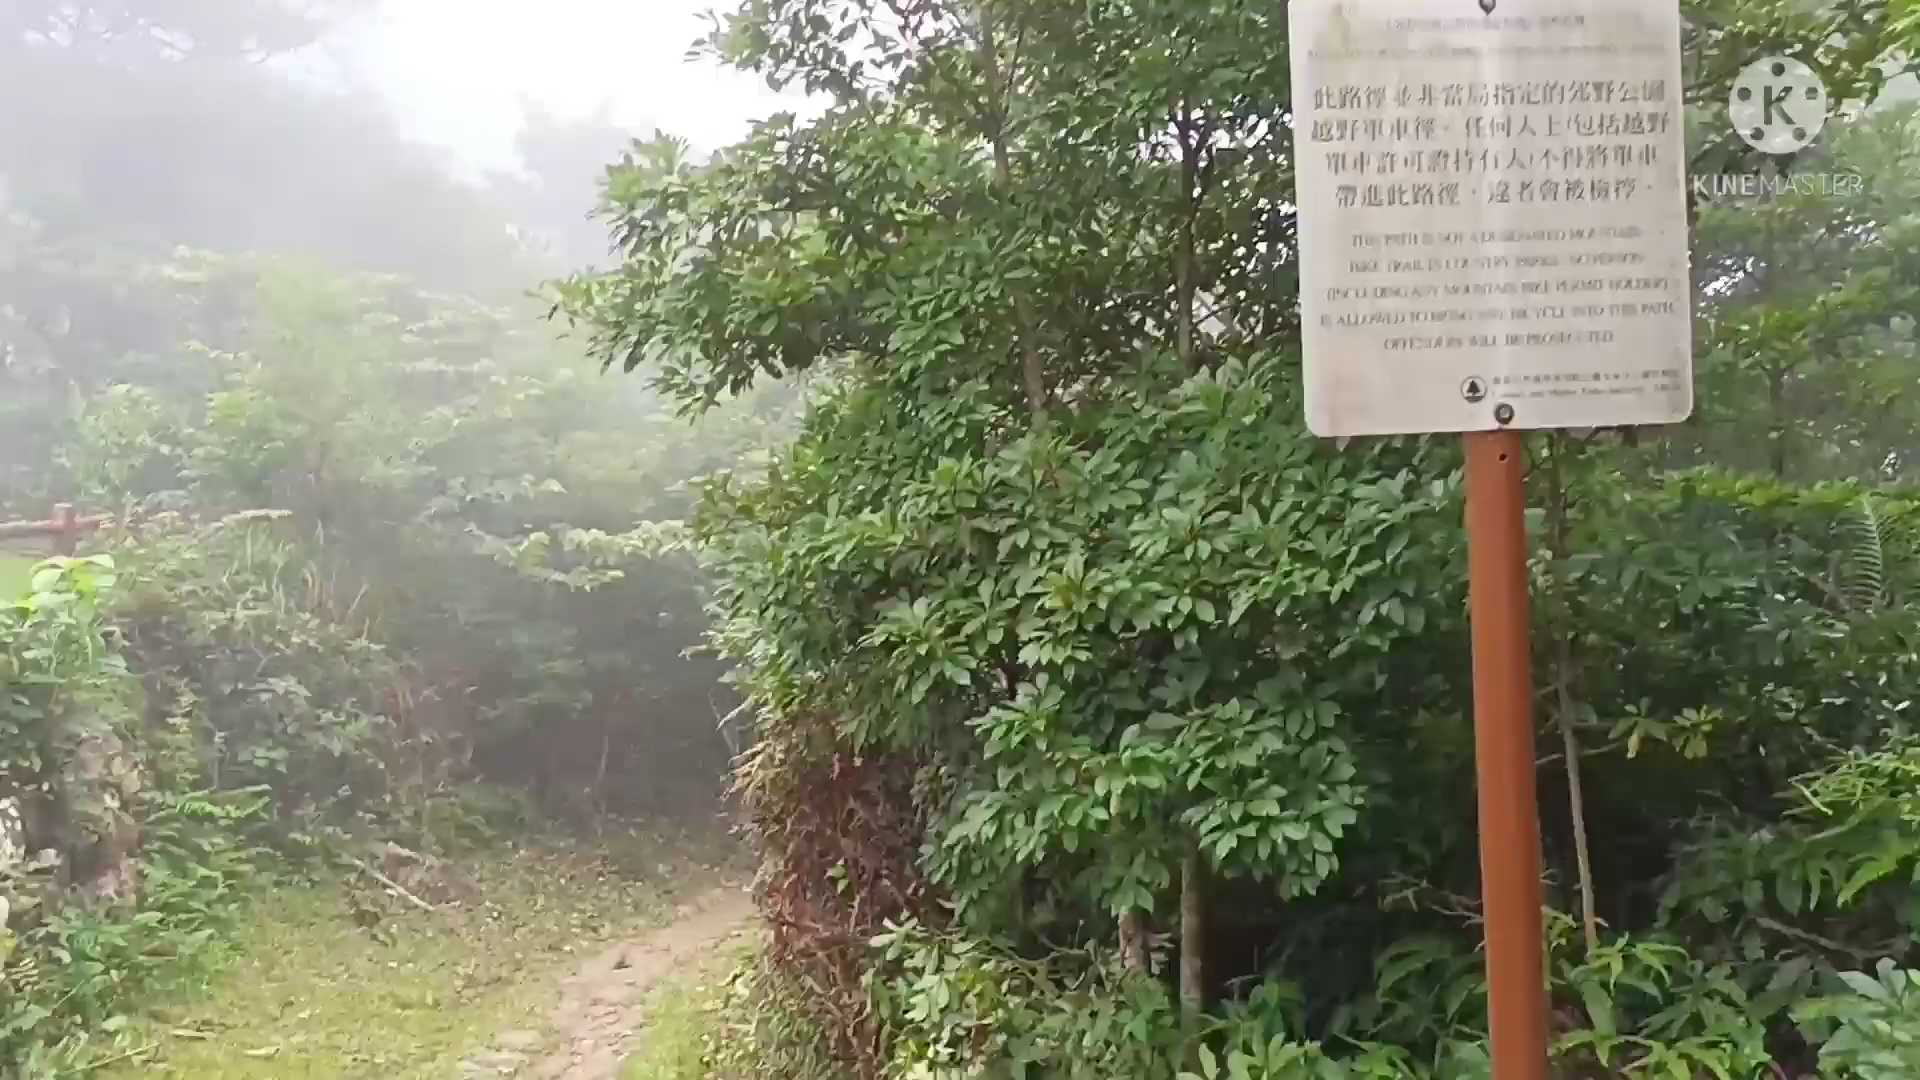 此路徑並非當局指定的郊野公園
越野單車徑。任何人士(包括越野
單車許可證持有人)不得將單車
帶進此路徑,違者會被檢控。
THIS PATH IS NOT A DESIGNATED MOUNTAIN
BIKE TRAIL IN COUNTRY PARKS. NO PERSON
(INCLUDING ANY MOUNTAIN BIKE PERMIT HOLDER)
IS ALLOWED TO BRING ANY BICYCLE INTO THIS PATH.
OFFENDERS WILL BE PROSECUTED.
K
KINEMASTER